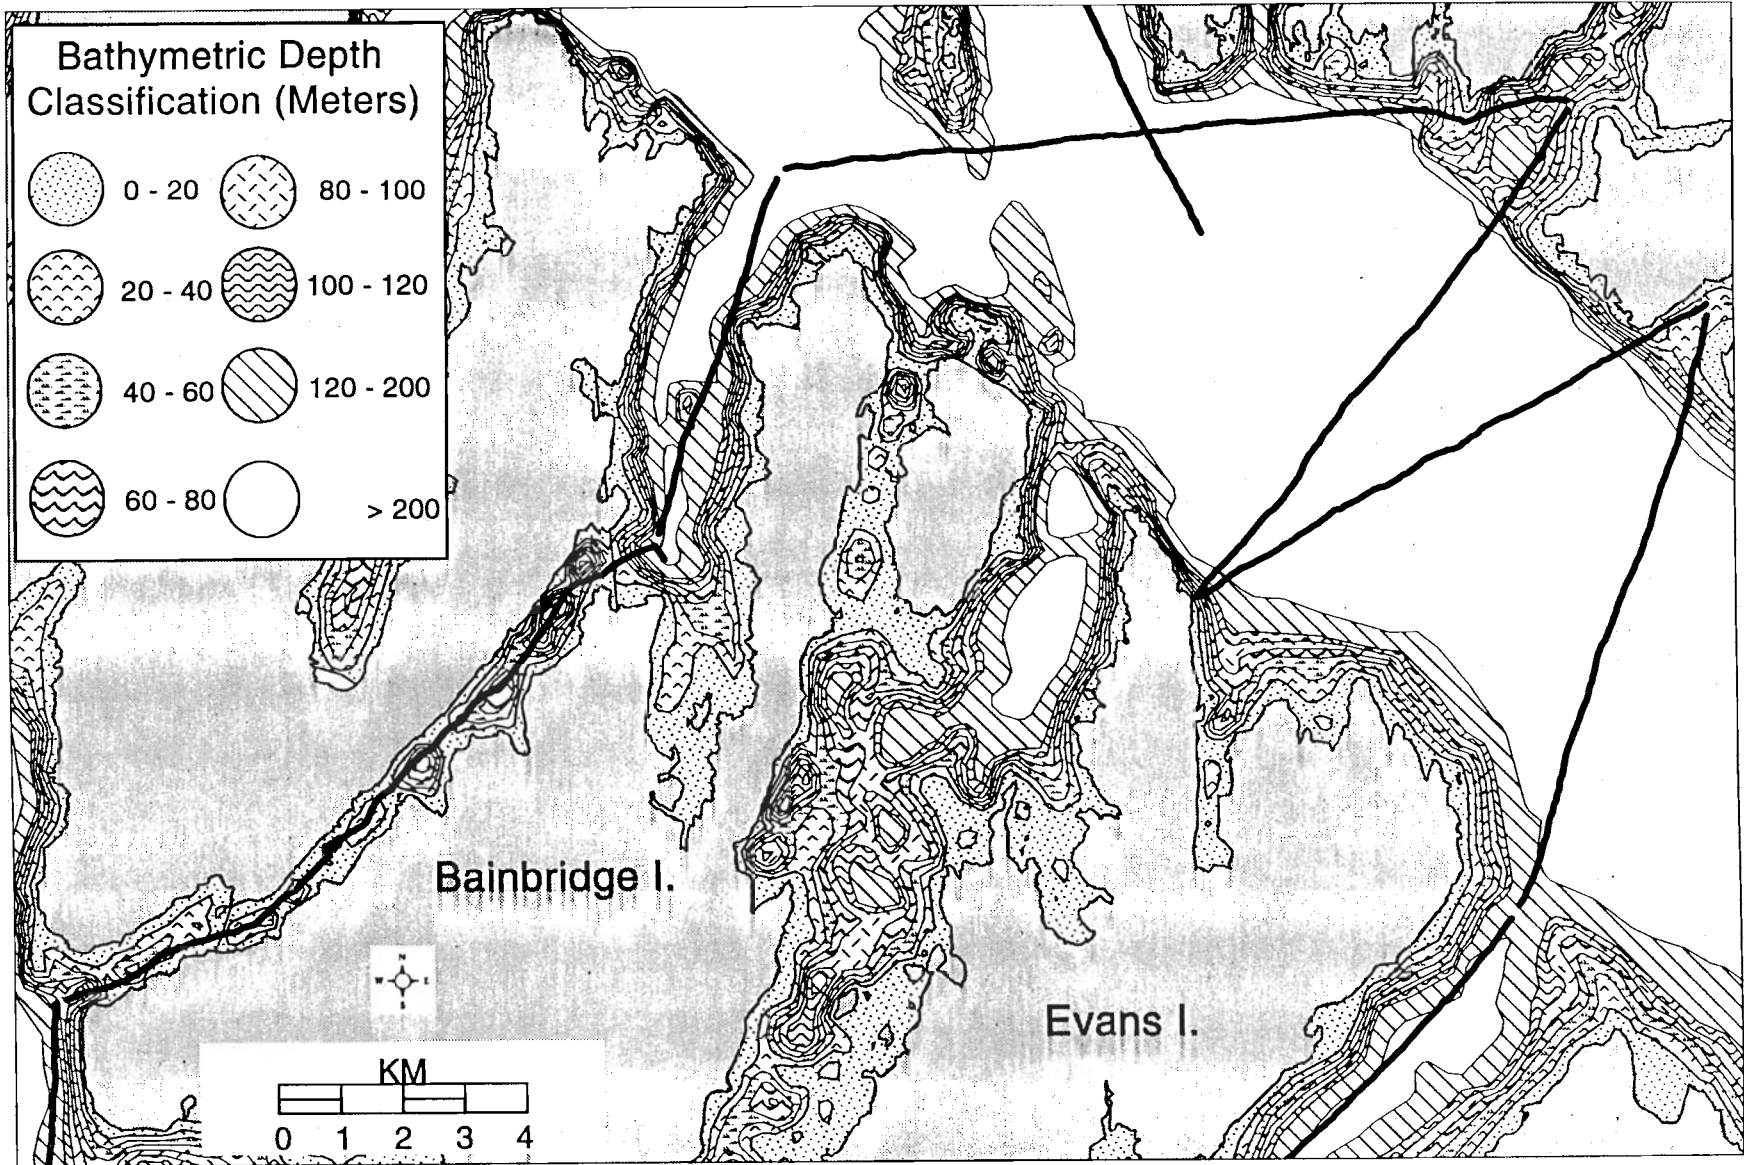 Bathymetric Depth
Classification (Meters)
0 - 20
80 - 100
20 - 40
100 - 120
40 - 60
120 - 200
60 - 80
> 200
Bainbridge I.
N
W
E
S
Evans I.
KM
0 1 2 3 4